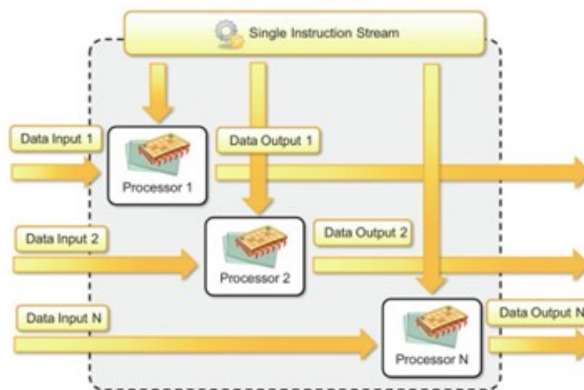 Single Instruction Stream
Data Input 1
Data Output 1
Processor 1
Data Input 2
Data Output 2
Processor 2
Data Input N
Data Output N
Processor N